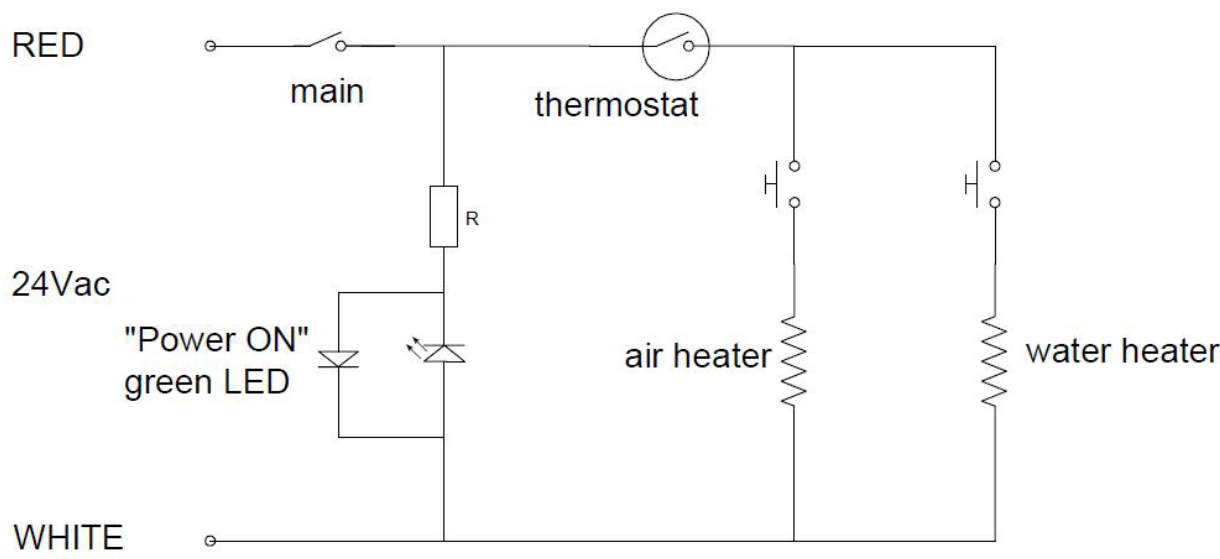 RED
main
thermostat
R
24Vac
"Power ON"
green LED
air heater
water heater
WHITE